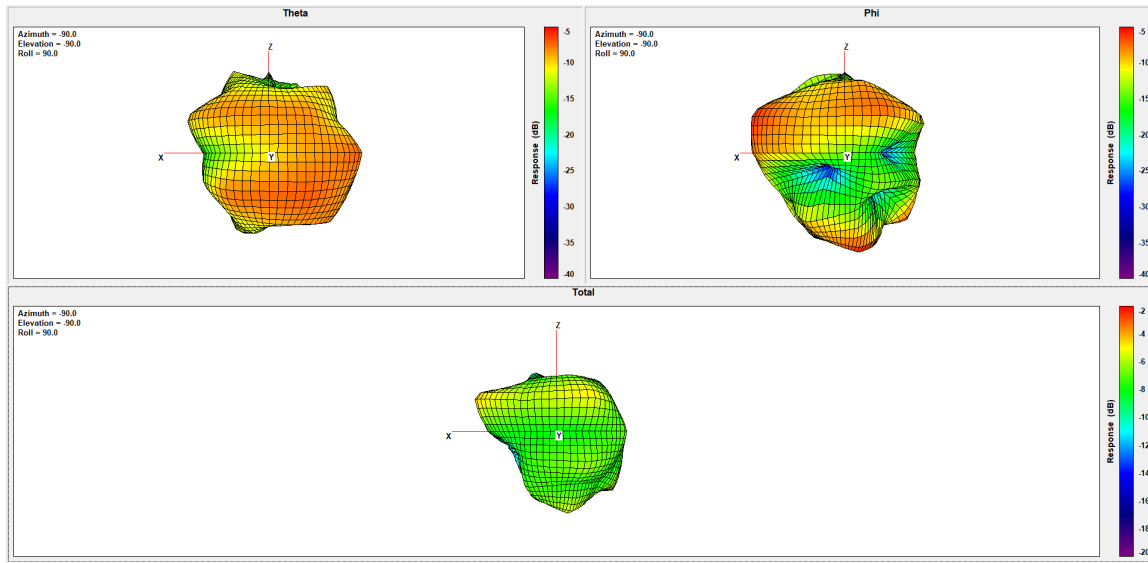 Theta
Azimuth = -90.0
Elevation = -90.0
Roll = 90.0
Z
X
Y
-5
-10
-15
-20
-25
-30
-35
-40
Response (dB)
Phi
Azimuth = -90.0
Elevation = -90.0
Roll = 90.0
Z
X
Y
-5
-10
-15
-20
-25
-30
-35
-40
Response (dB)
Total
Azimuth = -90.0
Elevation = -90.0
Roll = 90.0
Z
X
Y
-2
-4
-6
-8
-10
-12
-14
-16
-18
-20
Response (dB)